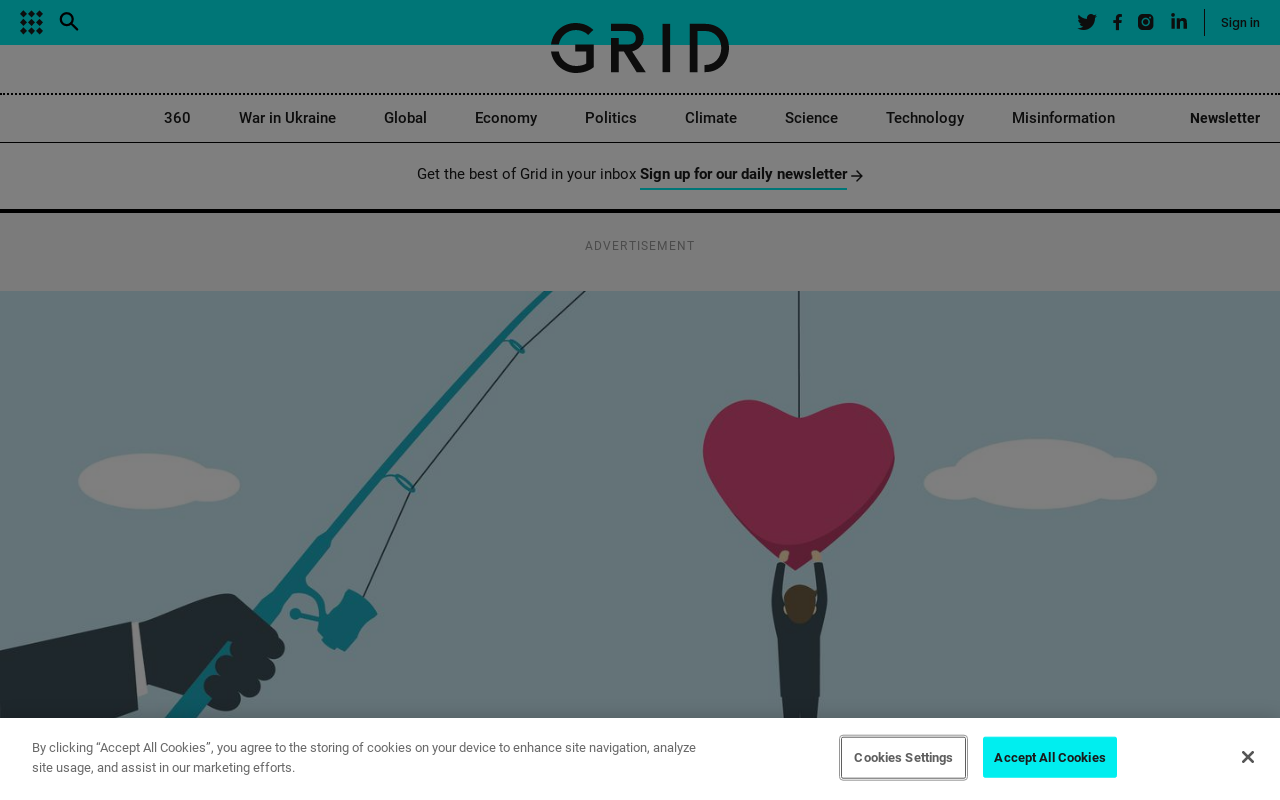 GRID
Sign in
360 War in Ukraine Global Economy Politics Climate Science Technology Misinformation Newsletter
Get the best of Grid in your inbox Sign up for our daily newsletter
ADVERTISEMENT
By clicking “Accept All Cookies”, you agree to the storing of cookies on your device to enhance site navigation, analyze
site usage, and assist in our marketing efforts.
Cookies Settings
Accept All Cookies